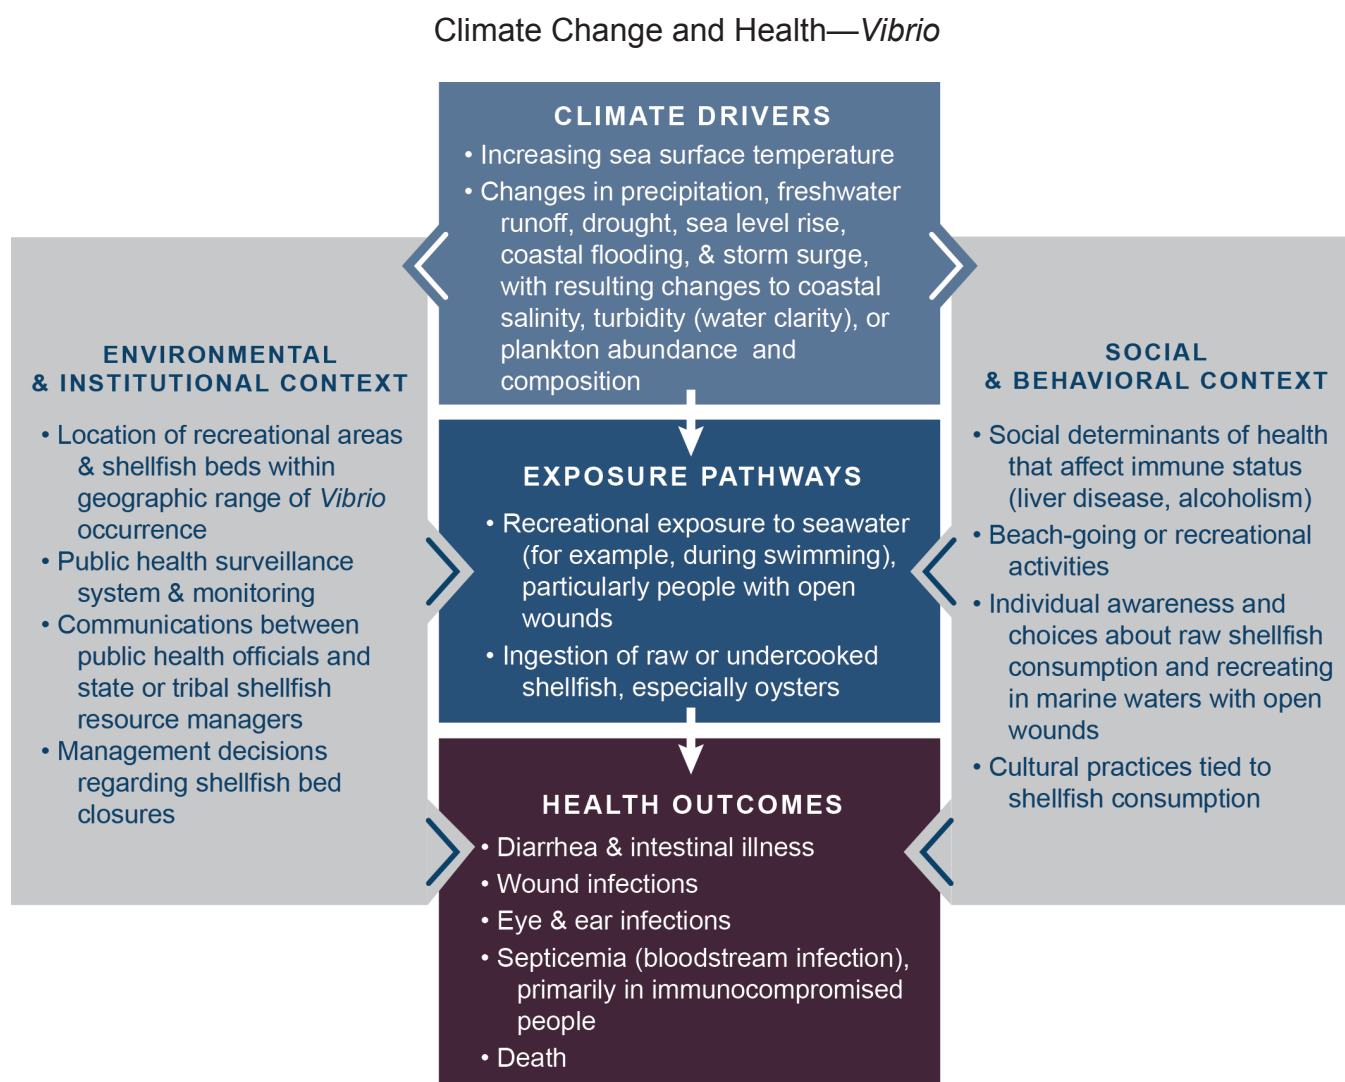 Climate Change and Health—Vibrio
CLIMATE DRIVERS
• Increasing sea surface temperature
• Changes in precipitation, freshwater
runoff, drought, sea level rise,
coastal flooding, & storm surge,
with resulting changes to coastal
salinity, turbidity (water clarity), or
plankton abundance and
composition
ENVIRONMENTAL
& INSTITUTIONAL CONTEXT
• Location of recreational areas
& shellfish beds within
geographic range of Vibrio
occurrence
• Public health surveillance
system & monitoring
• Communications between
public health officials and
state or tribal shellfish
resource managers
• Management decisions
regarding shellfish bed
closures
EXPOSURE PATHWAYS
• Recreational exposure to seawater
(for example, during swimming),
particularly people with open
wounds
• Ingestion of raw or undercooked
shellfish, especially oysters
SOCIAL
& BEHAVIORAL CONTEXT
• Social determinants of health
that affect immune status
(liver disease, alcoholism)
• Beach-going or recreational
activities
• Individual awareness and
choices about raw shellfish
consumption and recreating
in marine waters with open
wounds
• Cultural practices tied to
shellfish consumption
HEALTH OUTCOMES
• Diarrhea & intestinal illness
• Wound infections
• Eye & ear infections
• Septicemia (bloodstream infection),
primarily in immunocompromised
people
• Death